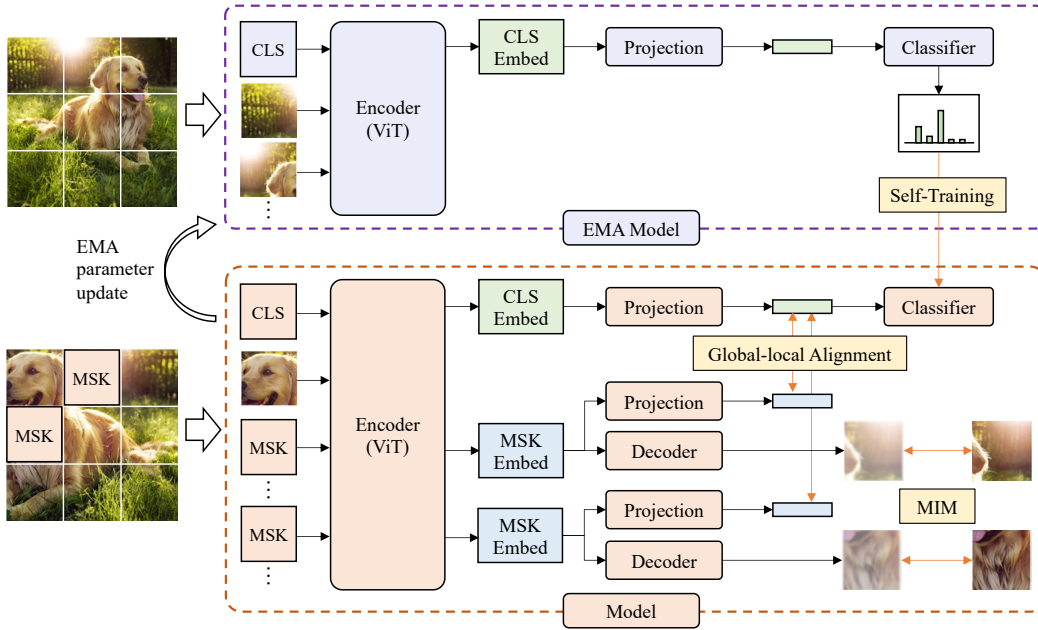 CLS
Encoder
(ViT)
CLS
Embed
Projection
Classifier
Self-Training
EMA Model
EMA
parameter
update
CLS
Encoder
(ViT)
CLS
Embed
Projection
Classifier
Global-local Alignment
MSK
MSK
MSK
MSK
Embed
Projection
Decoder
MIM
MSK
MSK
Embed
Projection
Decoder
Model